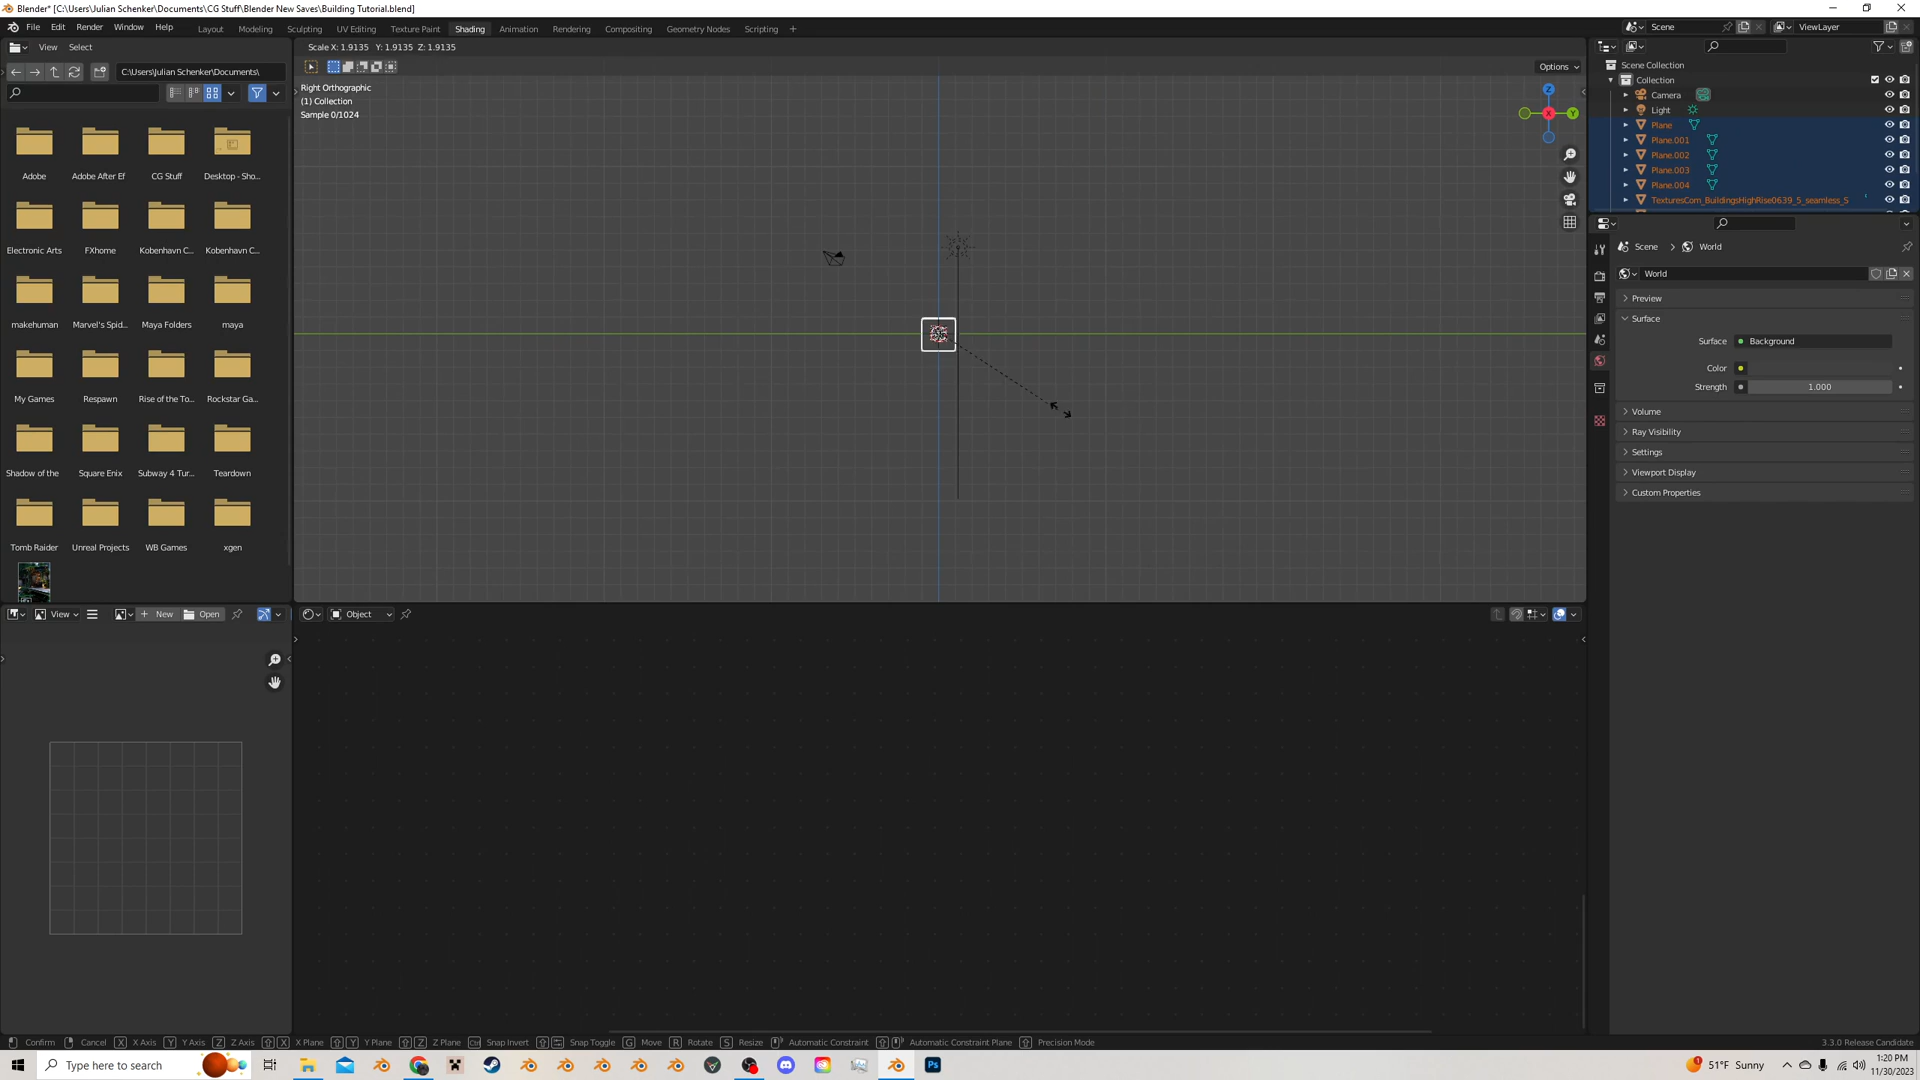 Blender* [C:\Users\Julian Schenker\Documents\CG Stuff\Blender New Saves\Building Tutorial.blend]
File Edit Render Window Help Layout Modeling Sculpting UV Editing Texture Paint Shading Animation Rendering Compositing Geometry Nodes Scripting + Scene ViewLayer
View Select
Scale X: 1.9135 Y: 1.9135 Z: 1.9135
C:\Users\Julian Schenker\Documents\
Options
Right Orthographic
(1) Collection
Sample 0/1024
Z
Y
X
Scene Collection
Collection
Camera
Light
Plane
Plane.001
Plane.002
Plane.003
Plane.004
TexturesCom_BuildingsHighRise0639_5_seamless_S
Adobe Adobe After Ef CG Stuff Desktop - Sho...
Electronic Arts FXhome Kobenhavn C... Kobenhavn C...
makehuman Marvel's Spid... Maya Folders maya
My Games Respawn Rise of the To... Rockstar Ga...
Shadow of the Square Enix Subway 4 Tur... Teardown
Tomb Raider Unreal Projects WB Games xgen
Scene > World
World
Preview
Surface
Surface Background
Color
Strength 1.000
Volume
Ray Visibility
Settings
Viewport Display
Custom Properties
View + New Open
Object
Confirm Cancel X X Axis Y Y Axis Z Z Axis X X Plane Y Y Plane Z Z Plane Ctrl Snap Invert Snap Toggle G Move R Rotate S Resize Automatic Constraint Automatic Constraint Plane Precision Mode
3.3.0 Release Candidate
Type here to search
Ps
1
51°F Sunny
1:20 PM
11/30/2023